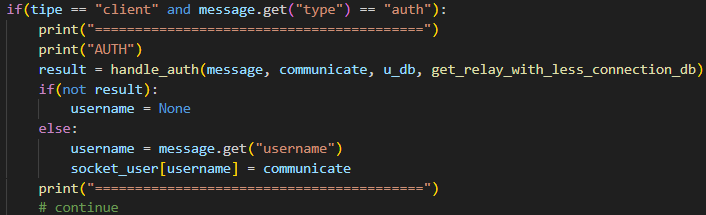 if(tipe == "client" and message.get("type") == "auth"):
    print("=========================================")
    print("AUTH")
    result = handle_auth(message, communicate, u_db, get_relay_with_less_connection_db)
    if(not result):
        username = None
    else:
        username = message.get("username")
        socket_user[username] = communicate
    print("=========================================")
    # continue